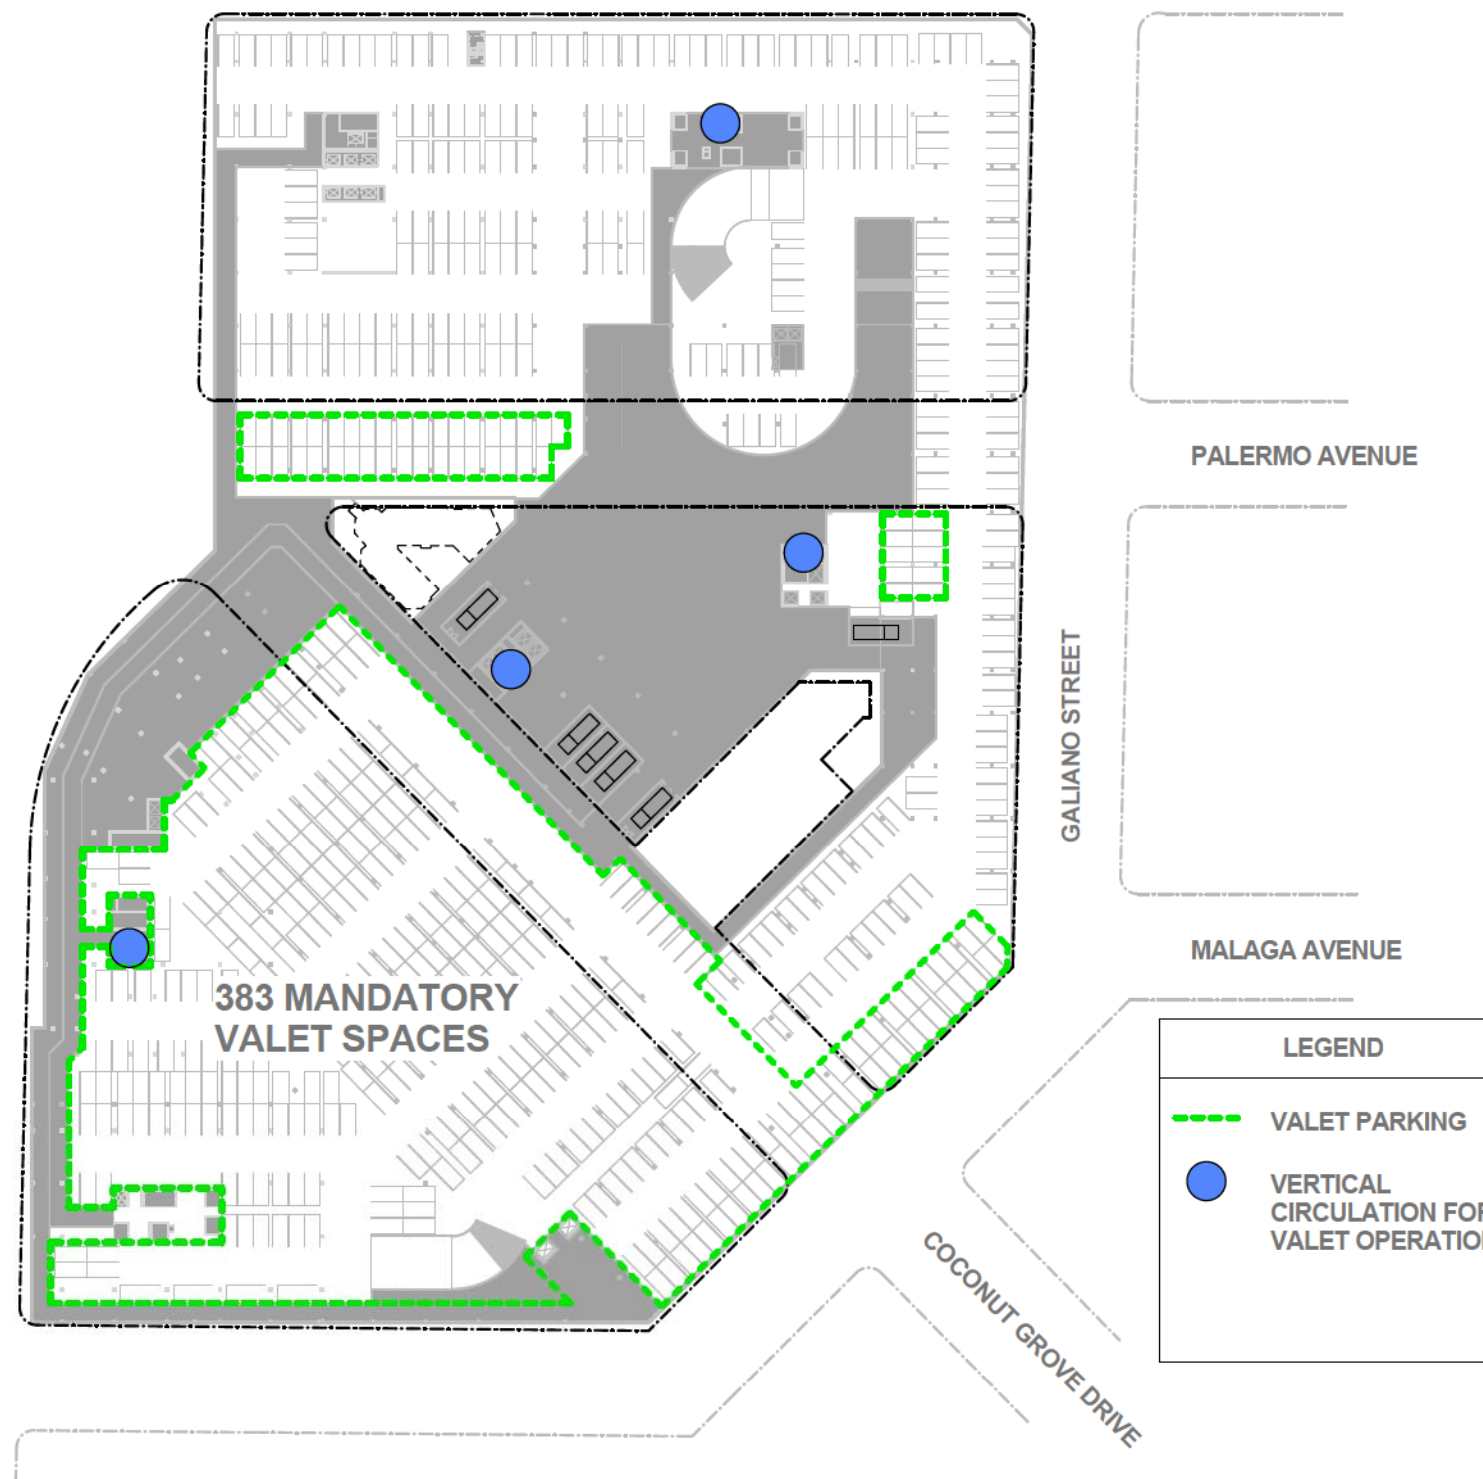 PALERMO AVENUE
GALIANO STREET
MALAGA AVENUE
383 MANDATORY
VALET SPACES
LEGEND
VALET PARKING
VERTICAL
CIRCULATION FOR
VALET OPERATION
COCONUT GROVE DRIVE